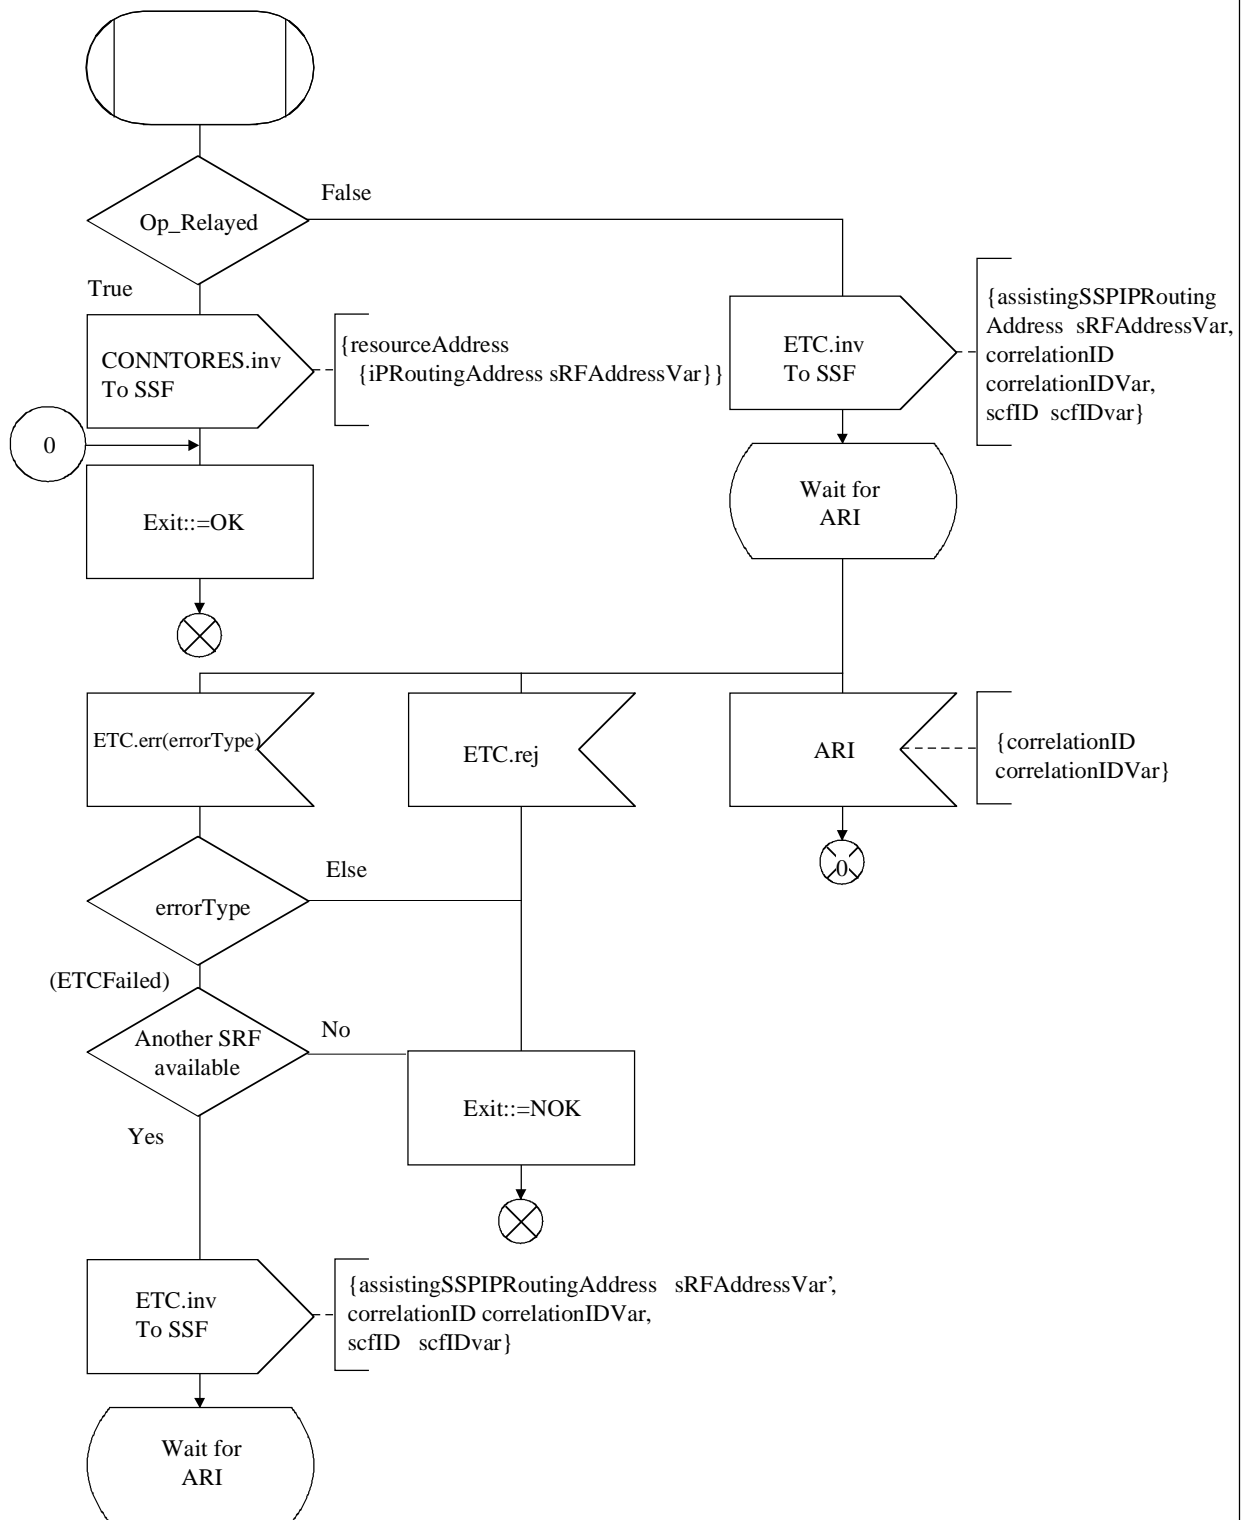 Op_Relayed
False
True
CONNTORES.inv
To SSF
{resourceAddress
{iPRoutingAddress sRFAddressVar}}
ETC.inv
To SSF
{assistingSSPIPRouting
Address sRFAddressVar,
correlationID
correlationIDVar,
scfID scfIDvar}
0
Exit::=OK
Wait for
ARI
ETC.err(errorType)
ETC.rej
ARI
{correlationID
correlationIDVar}
0
errorType
Else
(ETCFailed)
Another SRF
available
No
Yes
Exit::=NOK
ETC.inv
To SSF
{assistingSSPIPRoutingAddress sRFAddressVar’,
correlationID correlationIDVar,
scfID scfIDvar}
Wait for
ARI